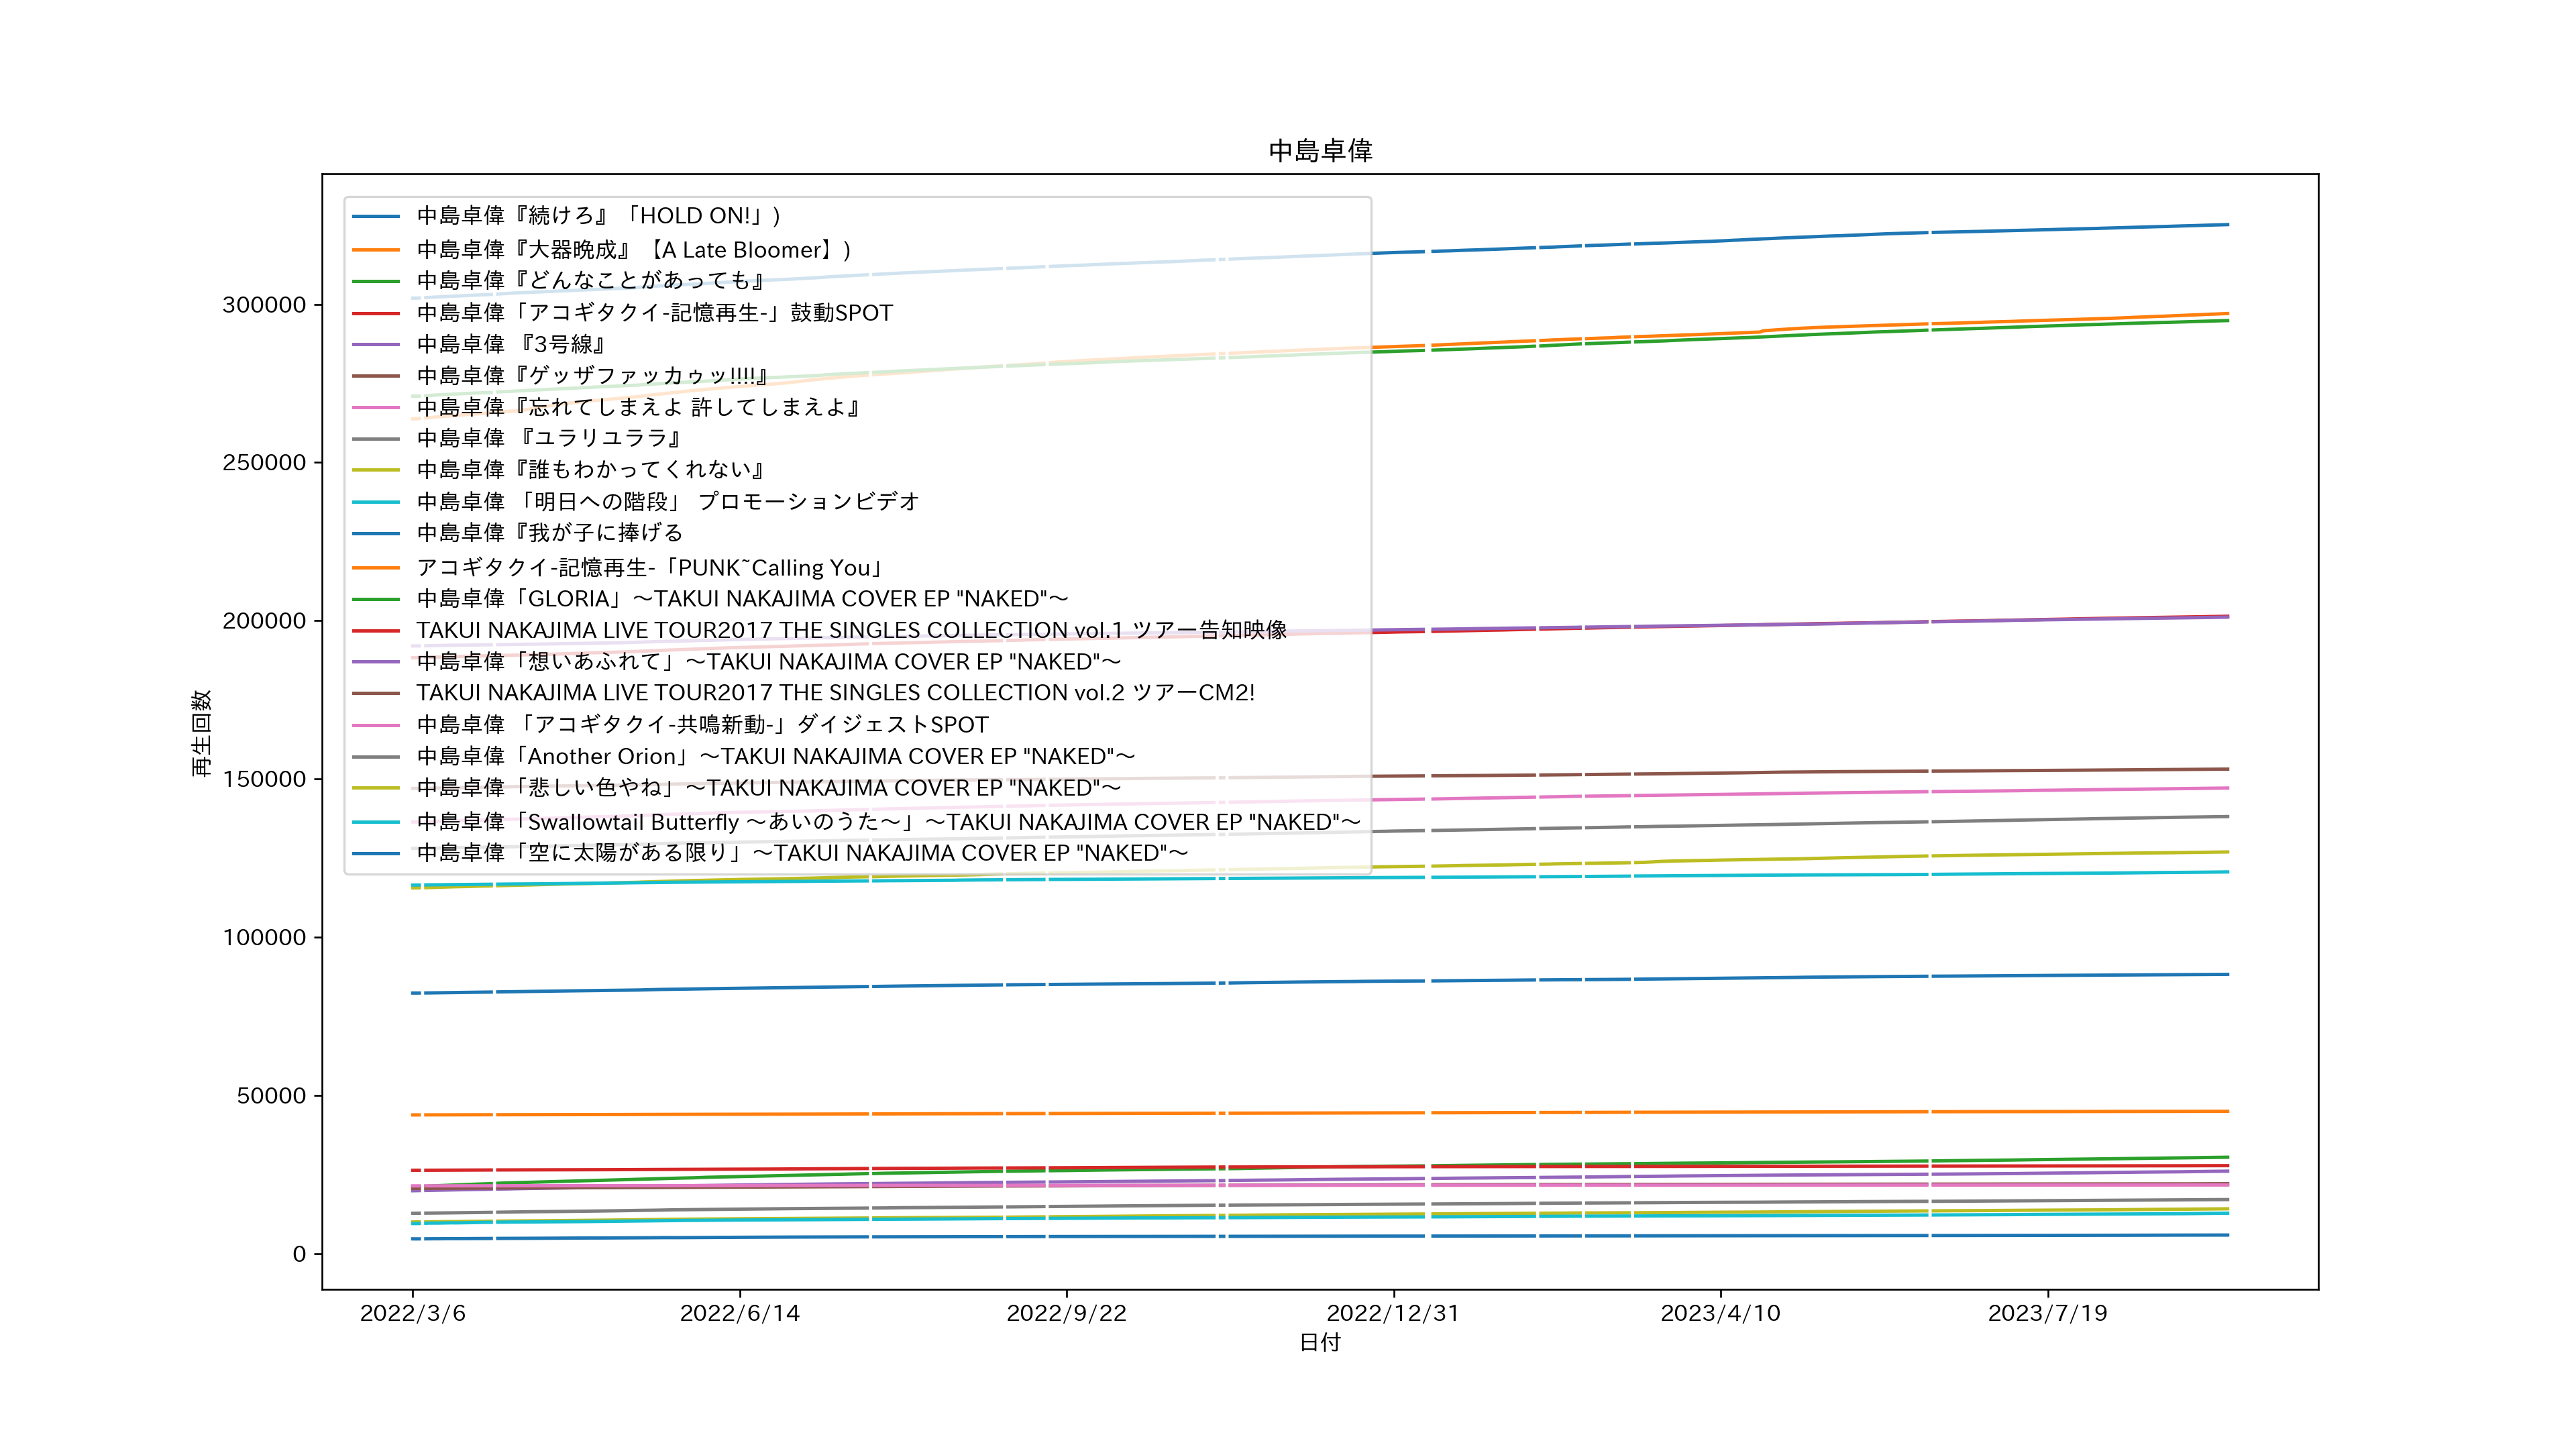 中島卓偉
中島卓偉『続けろ』「HOLD ON!」)
中島卓偉『大器晩成』【A Late Bloomer】)
中島卓偉『どんなことがあっても』
中島卓偉「アコギタクイ-記憶再生-」鼓動SPOT
中島卓偉 『3号線』
中島卓偉『ゲッザファッカゥッ!!!!』
中島卓偉『忘れてしまえよ 許してしまえよ』
中島卓偉 『ユラリユララ』
中島卓偉『誰もわかってくれない』
中島卓偉 「明日への階段」 プロモーションビデオ
中島卓偉『我が子に捧げる
アコギタクイ-記憶再生-「PUNK~Calling You」
中島卓偉「GLORIA」～TAKUI NAKAJIMA COVER EP "NAKED"～
TAKUI NAKAJIMA LIVE TOUR2017 THE SINGLES COLLECTION vol.1 ツアー告知映像
中島卓偉「想いあふれて」～TAKUI NAKAJIMA COVER EP "NAKED"～
TAKUI NAKAJIMA LIVE TOUR2017 THE SINGLES COLLECTION vol.2 ツアーCM2!
中島卓偉 「アコギタクイ-共鳴新動-」ダイジェストSPOT
中島卓偉「Another Orion」～TAKUI NAKAJIMA COVER EP "NAKED"～
中島卓偉「悲しい色やね」～TAKUI NAKAJIMA COVER EP "NAKED"～
中島卓偉「Swallowtail Butterfly ～あいのうた～」～TAKUI NAKAJIMA COVER EP "NAKED"～
中島卓偉「空に太陽がある限り」～TAKUI NAKAJIMA COVER EP "NAKED"～
再生回数
300000
250000
200000
150000
100000
50000
0
2022/3/6 2022/6/14 2022/9/22 2022/12/31 2023/4/10 2023/7/19
日付